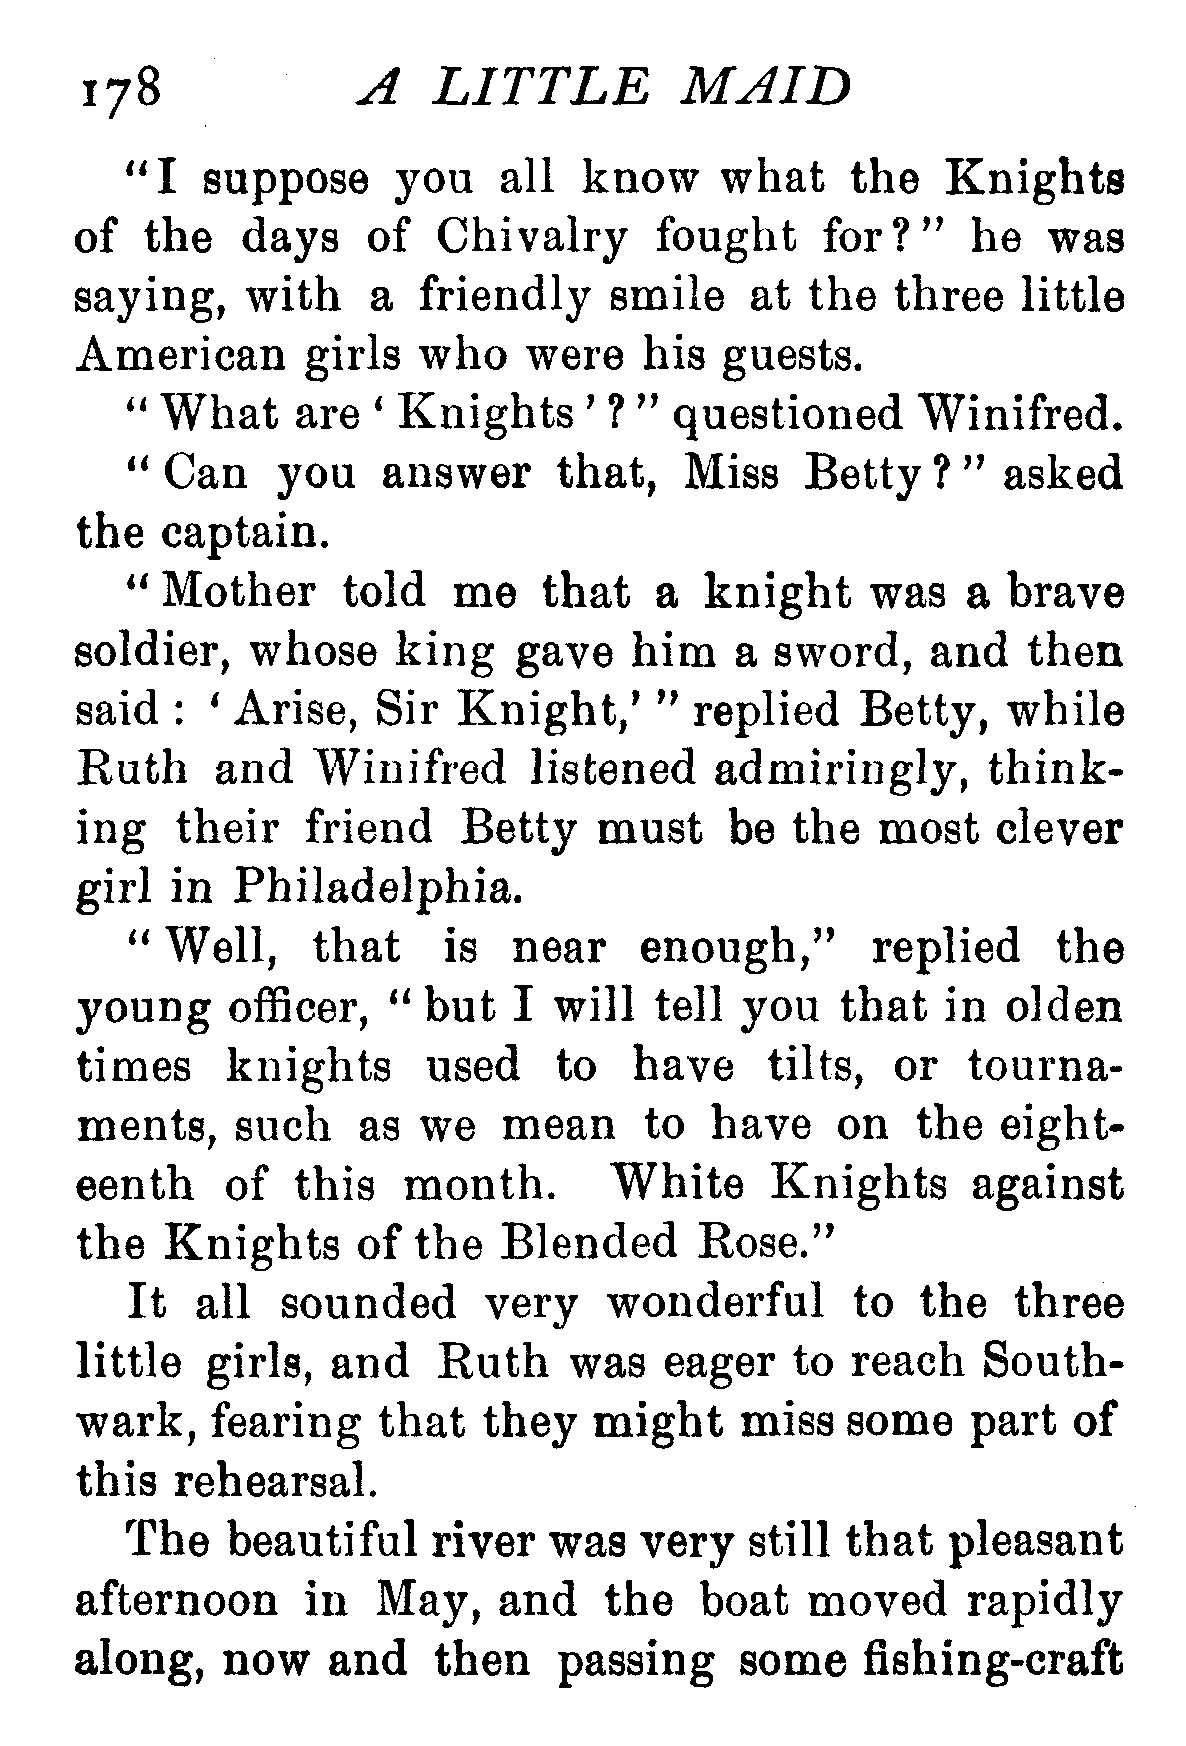 178 A LITTLE MAID
“I suppose you all know what the Knights
of the days of Chivalry fought for?” he was
saying, with a friendly smile at the three little
American girls who were his guests.
“What are ‘Knights’?” questioned Winifred.
“Can you answer that, Miss Betty?” asked
the captain.
“Mother told me that a knight was a brave
soldier, whose king gave him a sword, and then
said: ‘Arise, Sir Knight,’” replied Betty, while
Ruth and Winifred listened admiringly, think-
ing their friend Betty must be the most clever
girl in Philadelphia.
“Well, that is near enough,” replied the
young officer, “but I will tell you that in olden
times knights used to have tilts, or tourna-
ments, such as we mean to have on the eight-
eenth of this month. White Knights against
the Knights of the Blended Rose.”
It all sounded very wonderful to the three
little girls, and Ruth was eager to reach South-
wark, fearing that they might miss some part of
this rehearsal.
The beautiful river was very still that pleasant
afternoon in May, and the boat moved rapidly
along, now and then passing some fishing-craft